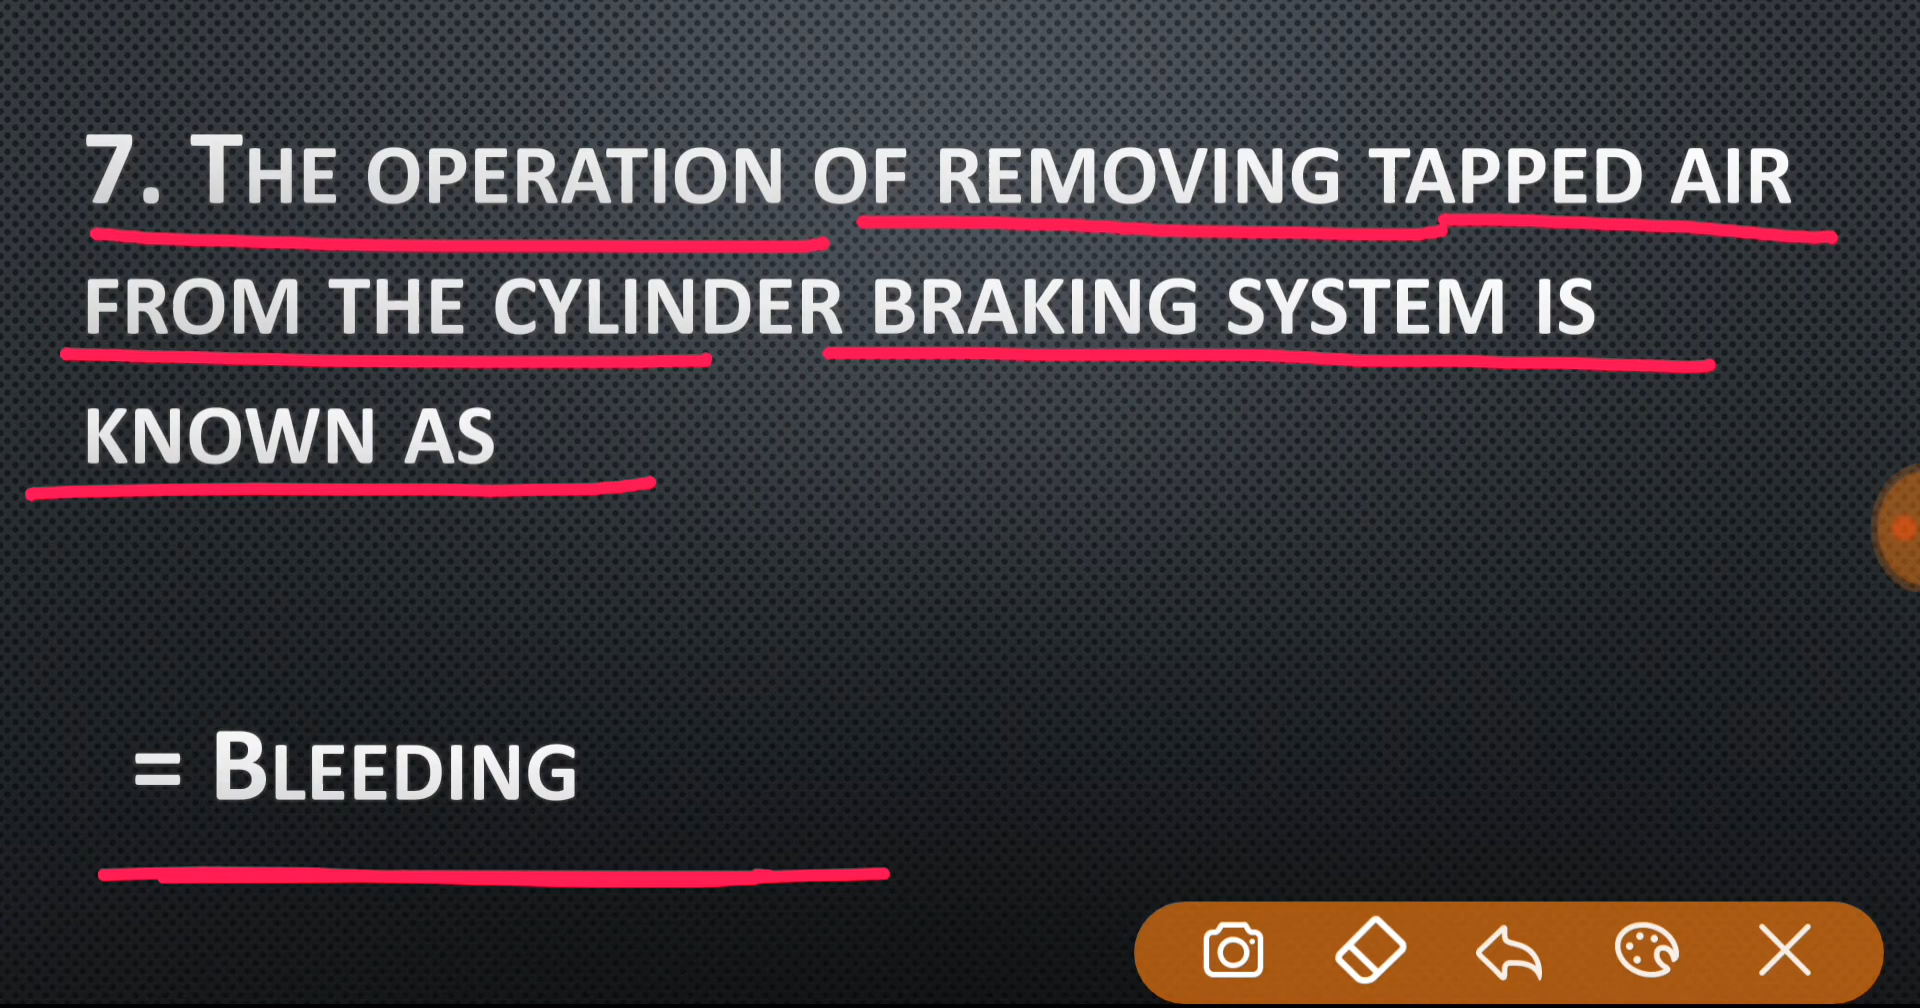 7. The operation of removing tapped air
from the cylinder braking system is
known as
= Bleeding